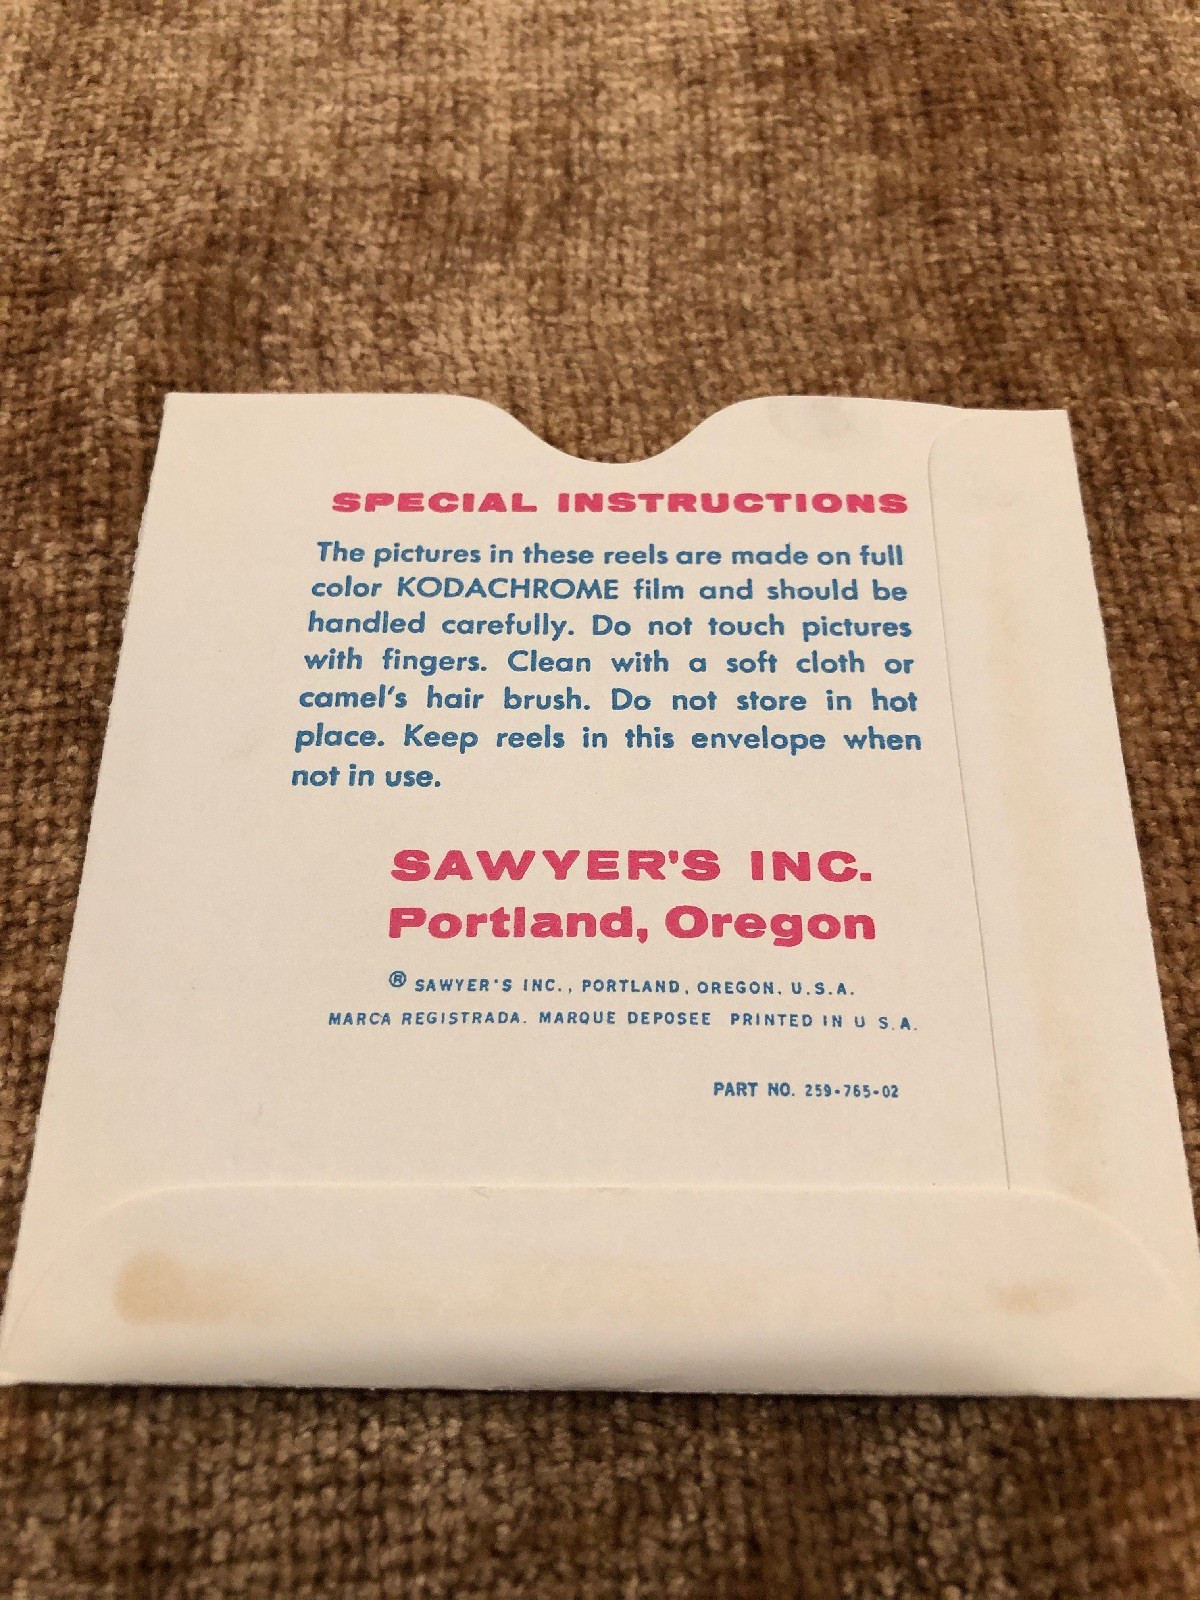 SPECIAL INSTRUCTIONS
The pictures in these reels are made on full
color KODACHROME film and should be
handled carefully. Do not touch pictures
with fingers. Clean with a soft cloth or
camel's hair brush. Do not store in hot
place. Keep reels in this envelope when
not in use.
SAWYER'S INC.
Portland, Oregon
® SAWYER'S INC., PORTLAND, OREGON, U.S.A.
MARCA REGISTRADA. MARQUE DEPOSEE PRINTED IN U S.A.
PART NO. 259-765-02